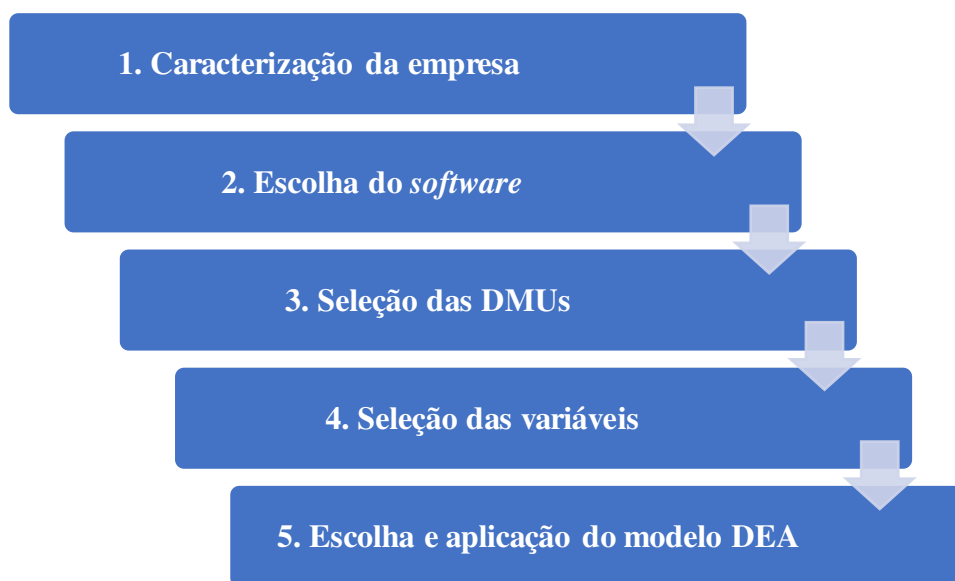 1. Caracterização da empresa
2. Escolha do software
3. Seleção das DMUs
4. Seleção das variáveis
5. Escolha e aplicação do modelo DEA